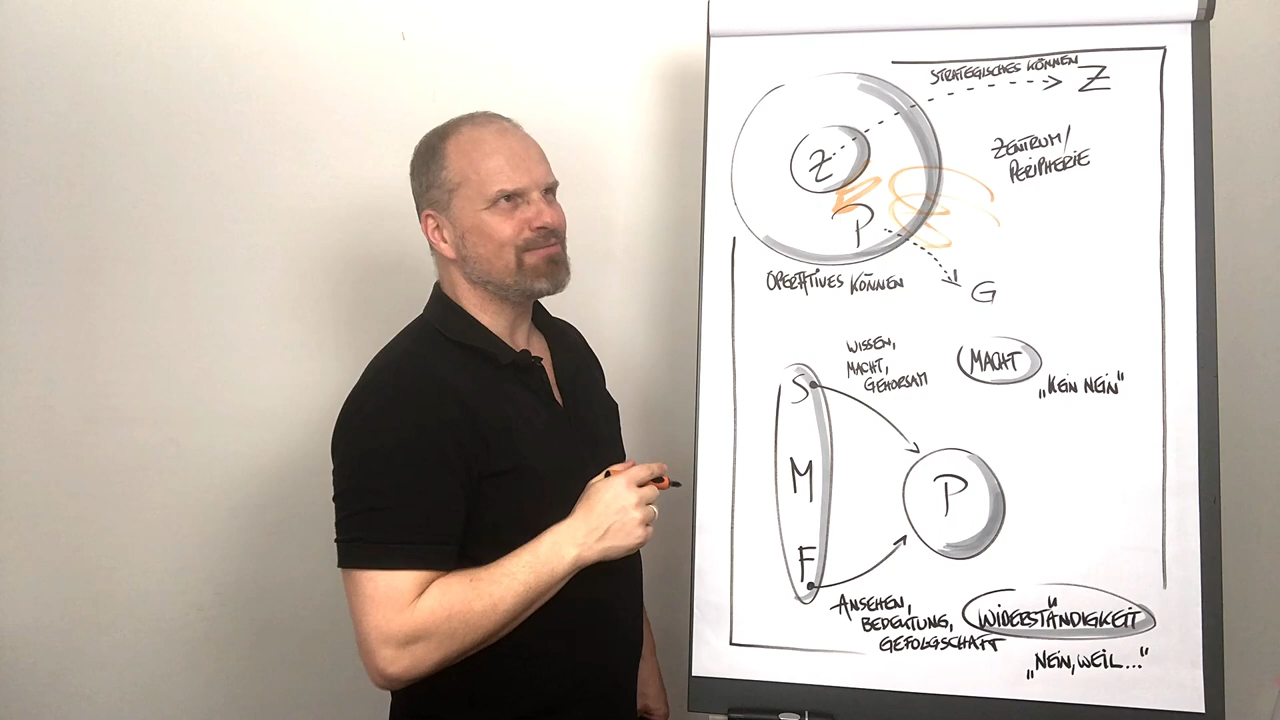 STRATEGISCHES KÖNNEN
Z
Z
ZENTRUM/
PERIPHERIE
P
OPERATIVES KÖNNEN
G
WISSEN,
MACHT,
GEHORSAM
MACHT
„KEIN NEIN"
S
M
F
P
ANSEHEN,
BEDEUTUNG,
GEFOLGSCHAFT
WIDERSTÄNDIGKEIT
„NEIN, WEIL..."